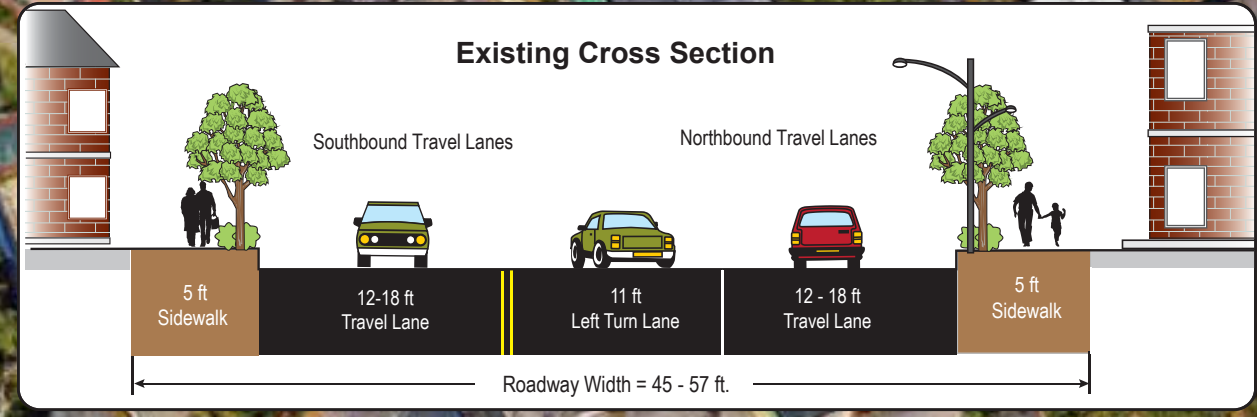 Existing Cross Section
Southbound Travel Lanes
Northbound Travel Lanes
5 ft
Sidewalk
12-18 ft
Travel Lane
11 ft
Left Turn Lane
12 - 18 ft
Travel Lane
5 ft
Sidewalk
Roadway Width = 45 - 57 ft.